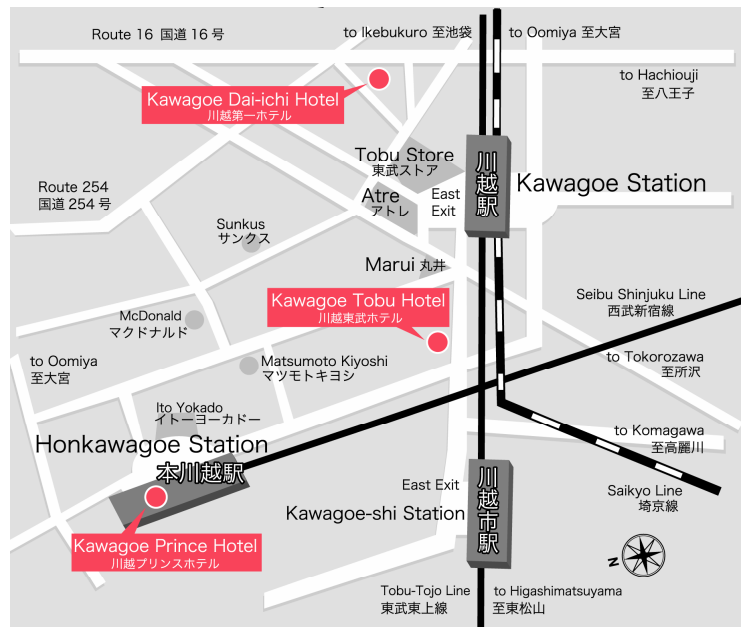 Route 16 国道16号
to Ikebukuro 至池袋
to Oomiya 至大宮
to Hachiouji
至八王子
Kawagoe Dai-ichi Hotel
川越第一ホテル
Tobu Store
東武ストア
川越駅
Kawagoe Station
Route 254
国道254号
Atre
アトレ
East
Exit
Sunkus
サンクス
Marui 丸井
Kawagoe Tobu Hotel
川越東武ホテル
Seibu Shinjuku Line
西武新宿線
McDonald
マクドナルド
to Oomiya
至大宮
Matsumoto Kiyoshi
マツモトキヨシ
to Tokorozawa
至所沢
Ito Yokado
イトーヨーカドー
Honkawagoe Station
本川越駅
to Komagawa
至高麗川
East Exit
川越市駅
Kawagoe-shi Station
Saikyo Line
埼京線
Kawagoe Prince Hotel
川越プリンスホテル
N
Tobu-Tojo Line
東武東上線
to Higashimatsuyama
至東松山